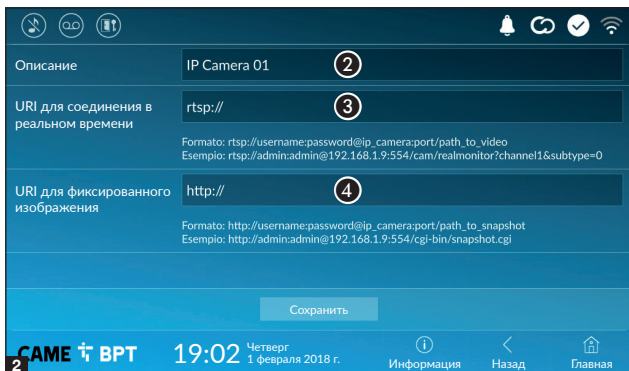 Описание
IP Camera 01
2
URI для соединения в
реальном времени
rtsp://
3
Formato: rtsp://username:password@ip_camera:port/path_to_video
Esempio: rtsp://admin:admin@192.168.1.9:554/cam/realmonitor?channel1&subtype=0
URI для фиксированного
изображения
http://
4
Formato: http://username:password@ip_camera:port/path_to_snapshot
Esempio: http://admin:admin@192.168.1.9:554/cgi-bin/snapshot.cgi
Сохранить
CAME BPT
19:02
Четверг
1 февраля 2018 г.
Информация
Назад
Главная
2